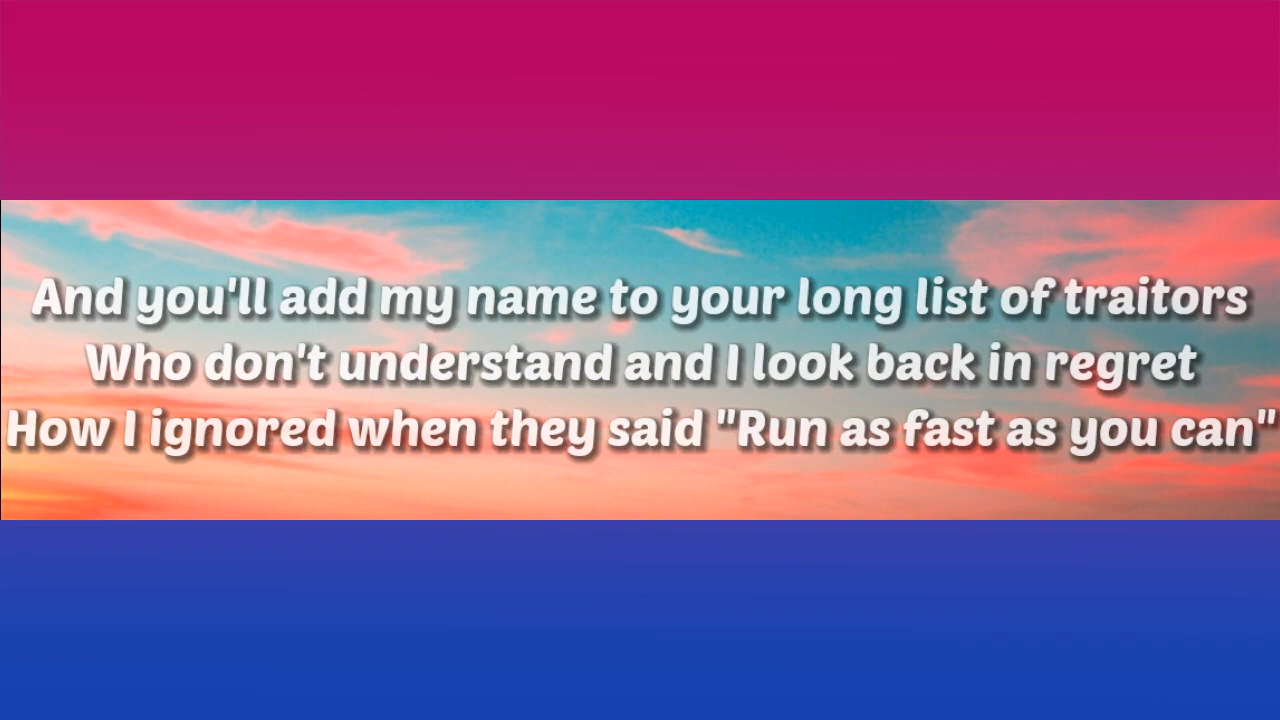 And you'll add my name to your long list of traitors
Who don't understand and I look back in regret
How I ignored when they said "Run as fast as you can"